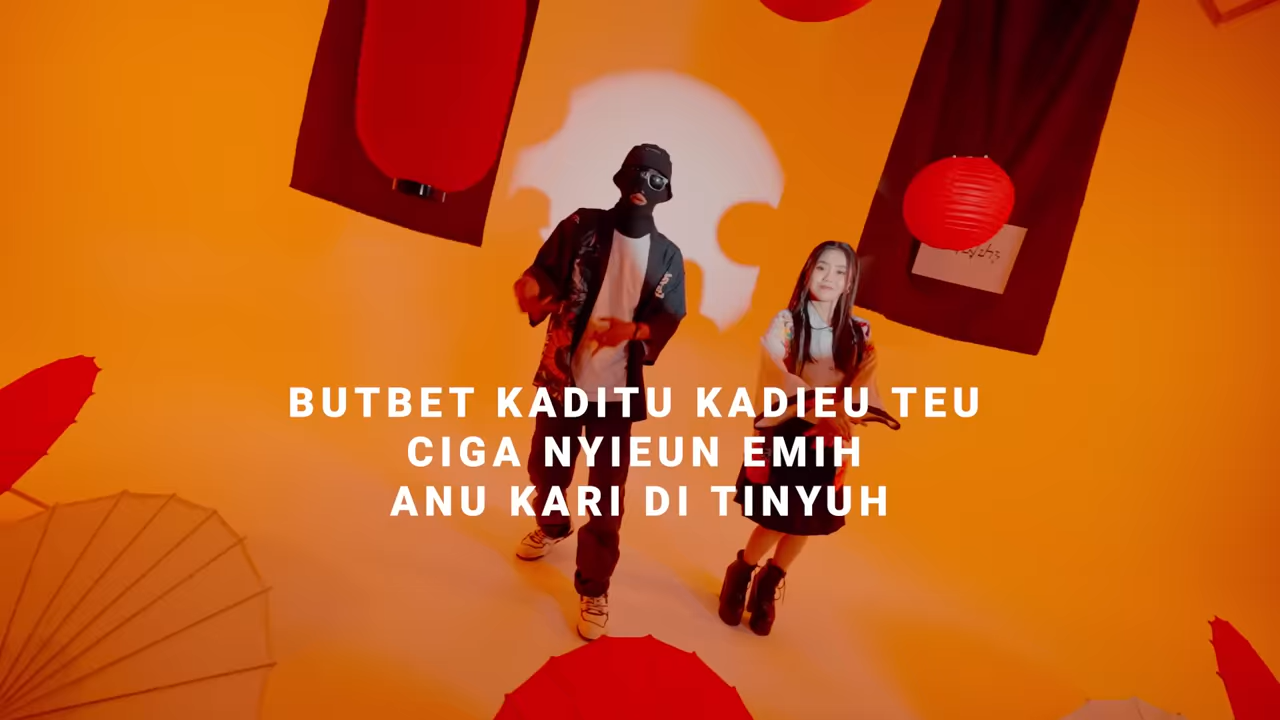 BUTBET KADITU KADIEU TEU
CIGA NYIEUN EMIH
ANU KARI DI TINYUH